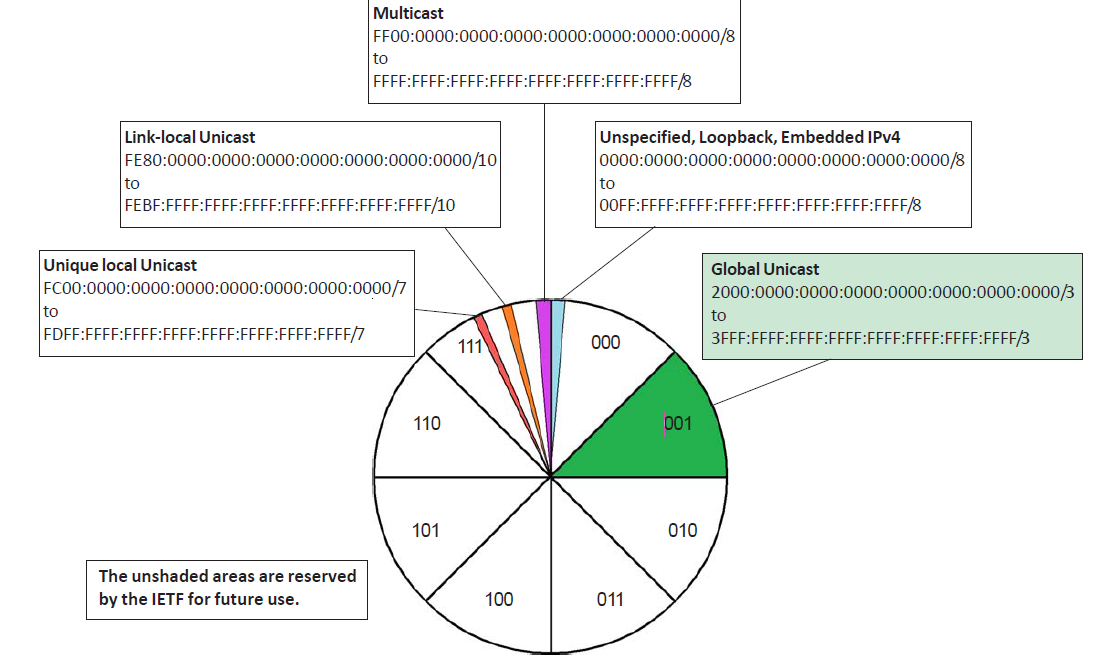 Multicast
FF00:0000:0000:0000:0000:0000:0000:0000/8
to
FFFF:FFFF:FFFF:FFFF:FFFF:FFFF:FFFF:FFFF/8
Link-local Unicast
FE80:0000:0000:0000:0000:0000:0000:0000/10
to
FEBF:FFFF:FFFF:FFFF:FFFF:FFFF:FFFF:FFFF/10
Unspecified, Loopback, Embedded IPv4
0000:0000:0000:0000:0000:0000:0000:0000/8
to
00FF:FFFF:FFFF:FFFF:FFFF:FFFF:FFFF:FFFF/8
Unique local Unicast
FC00:0000:0000:0000:0000:0000:0000:0000/7
to
FDFF:FFFF:FFFF:FFFF:FFFF:FFFF:FFFF:FFFF/7
Global Unicast
2000:0000:0000:0000:0000:0000:0000:0000/3
to
3FFF:FFFF:FFFF:FFFF:FFFF:FFFF:FFFF:FFFF/3
111
000
110
001
101
010
100
011
The unshaded areas are reserved
by the IETF for future use.